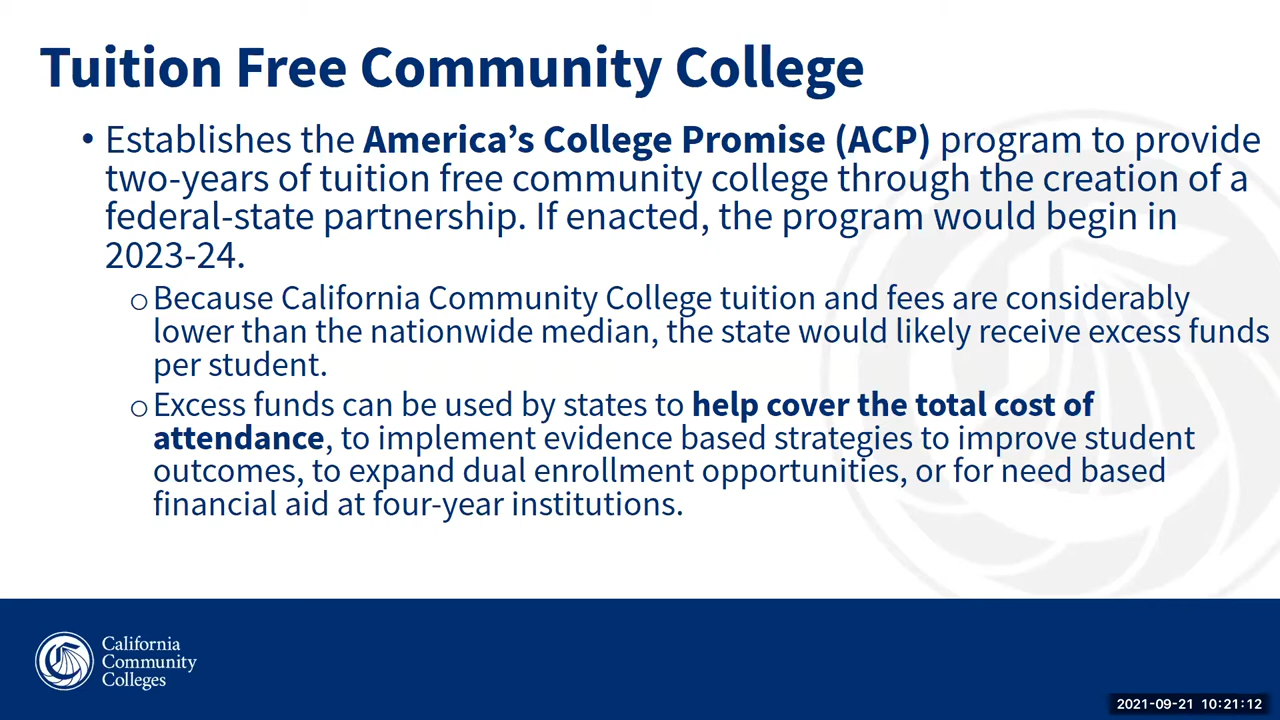 Tuition Free Community College
• Establishes the America’s College Promise (ACP) program to provide
two-years of tuition free community college through the creation of a
federal-state partnership. If enacted, the program would begin in
2023-24.
○ Because California Community College tuition and fees are considerably
lower than the nationwide median, the state would likely receive excess funds
per student.
○ Excess funds can be used by states to help cover the total cost of
attendance, to implement evidence based strategies to improve student
outcomes, to expand dual enrollment opportunities, or for need based
financial aid at four-year institutions.
California
Community
Colleges
2021-09-21 10:21:12